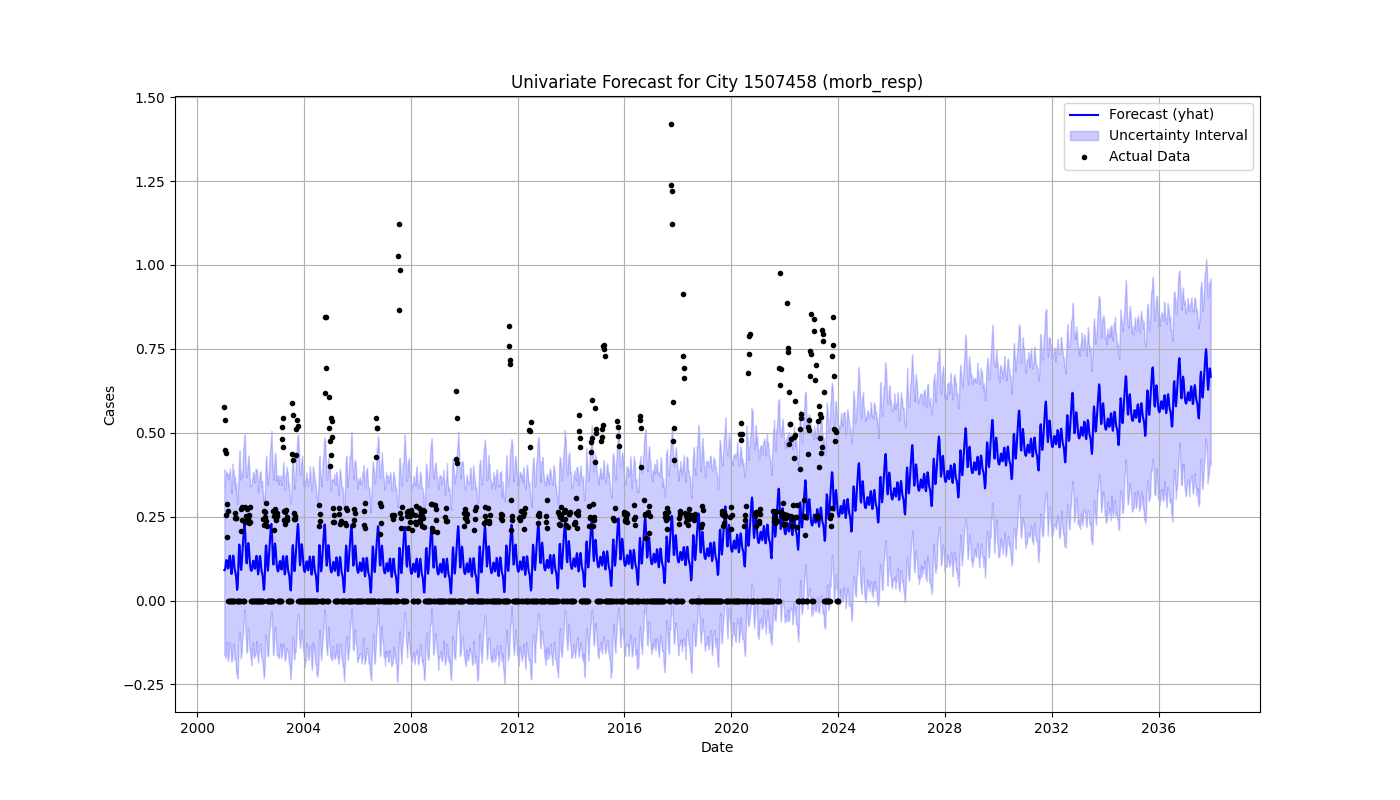 Univariate Forecast for City 1507458 (morb_resp)
1.50
1.25
1.00
0.75
0.50
0.25
0.00
−0.25
Cases
Forecast (yhat)
Uncertainty Interval
Actual Data
2000 2004 2008 2012 2016 2020 2024 2028 2032 2036
Date